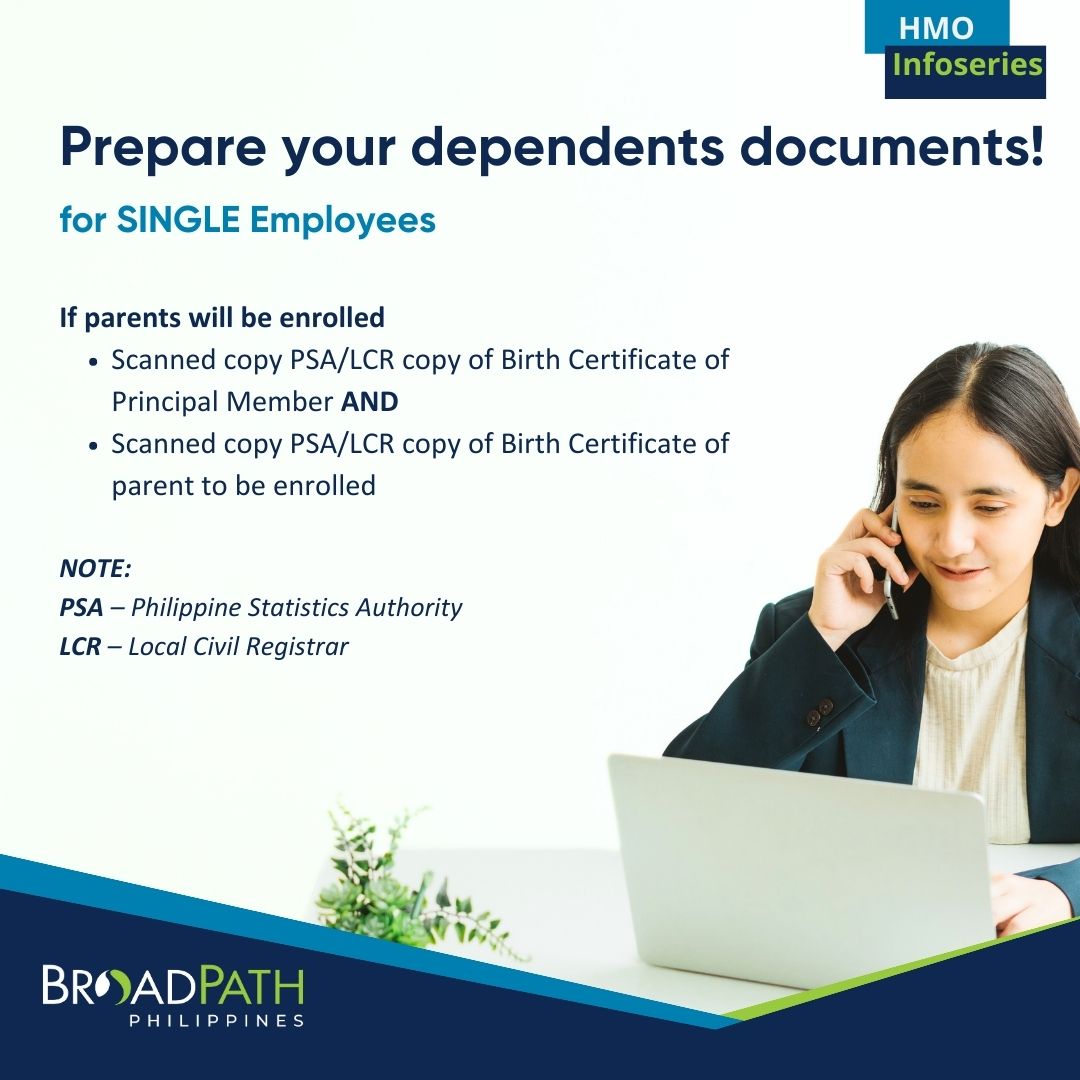 HMO
Infoseries
Prepare your dependents documents!
for SINGLE Employees
If parents will be enrolled
• Scanned copy PSA/LCR copy of Birth Certificate of
Principal Member AND
• Scanned copy PSA/LCR copy of Birth Certificate of
parent to be enrolled
NOTE:
PSA – Philippine Statistics Authority
LCR – Local Civil Registrar
BROADPATH
PHILIPPINES